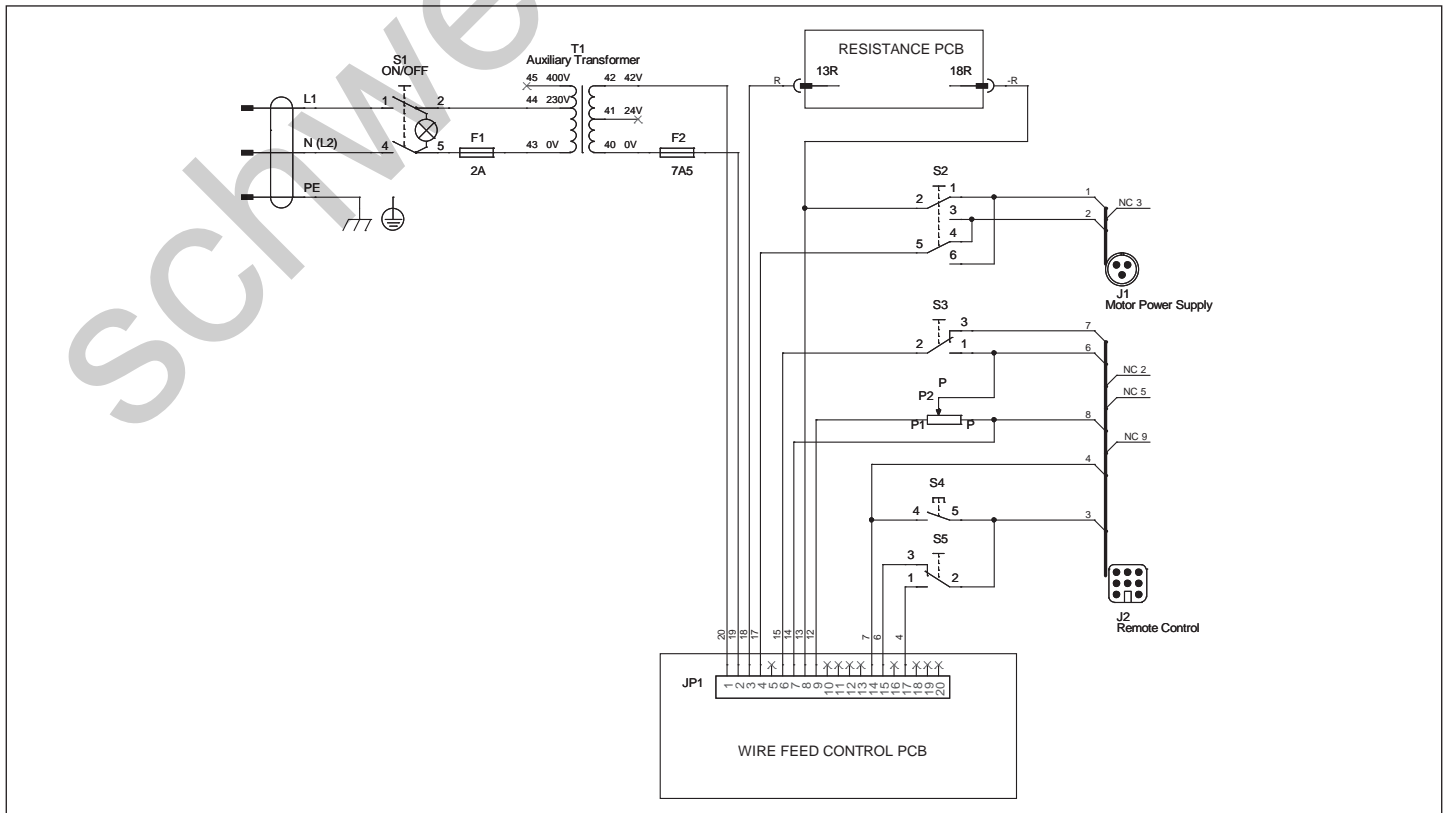 schwe
RESISTANCE PCB
13R
18R
R
-R
S1
ON/OFF
T1
Auxiliary Transformer
45 400V
42 42V
44 230V
41 24V
43 0V
40 0V
L1
N (L2)
PE
1
2
4
5
F1
2A
F2
7A5
S2
2
1
3
5
4
6
1
2
NC 3
J1
Motor Power Supply
S3
2
3
1
7
6
NC 2
NC 5
P
P2
P1
P
8
NC 9
4
S4
4
5
3
S5
3
1
2
J2
Remote Control
20
19
18
17
15
14
13
12
7
6
4
JP1
1
2
3
4
5
6
7
8
9
10
11
12
13
14
15
16
17
18
19
20
WIRE FEED CONTROL PCB